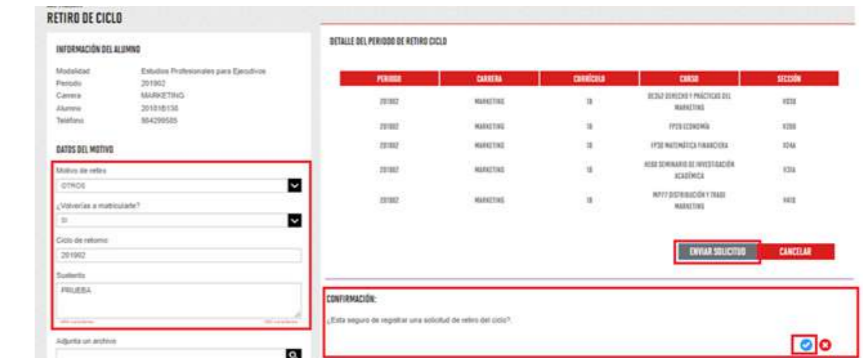 RETIRO DE CICLO
INFORMACIÓN DEL ALUMNO
Modalidad Estudios Profesionales para Ejecutivos
Periodo 201902
Carrera MARKETING
Alumno
Teléfono
DATOS DEL MOTIVO
Motivo de retiro
OTROS
¿Volverías a matricularte?
SI
Ciclo de retorno
201902
Sustento
PRUEBA
Adjunta un archivo
DETALLE DEL PERIODO DE RETIRO CICLO
PERIODO CARRERA CURRÍCULO CURSO SECCIÓN
201902 MARKETING DERECHO Y PRÁCTICAS DEL
MARKETING
201902 MARKETING ECONOMÍA
201902 MARKETING MATEMÁTICA FINANCIERA
201902 MARKETING SEMINARIO DE INVESTIGACIÓN
ACADÉMICA
201902 MARKETING DISTRIBUCIÓN Y TRADE
MARKETING
ENVIAR SOLICITUD CANCELAR
CONFIRMACIÓN:
¿Esta seguro de registrar una solicitud de retiro del ciclo?.